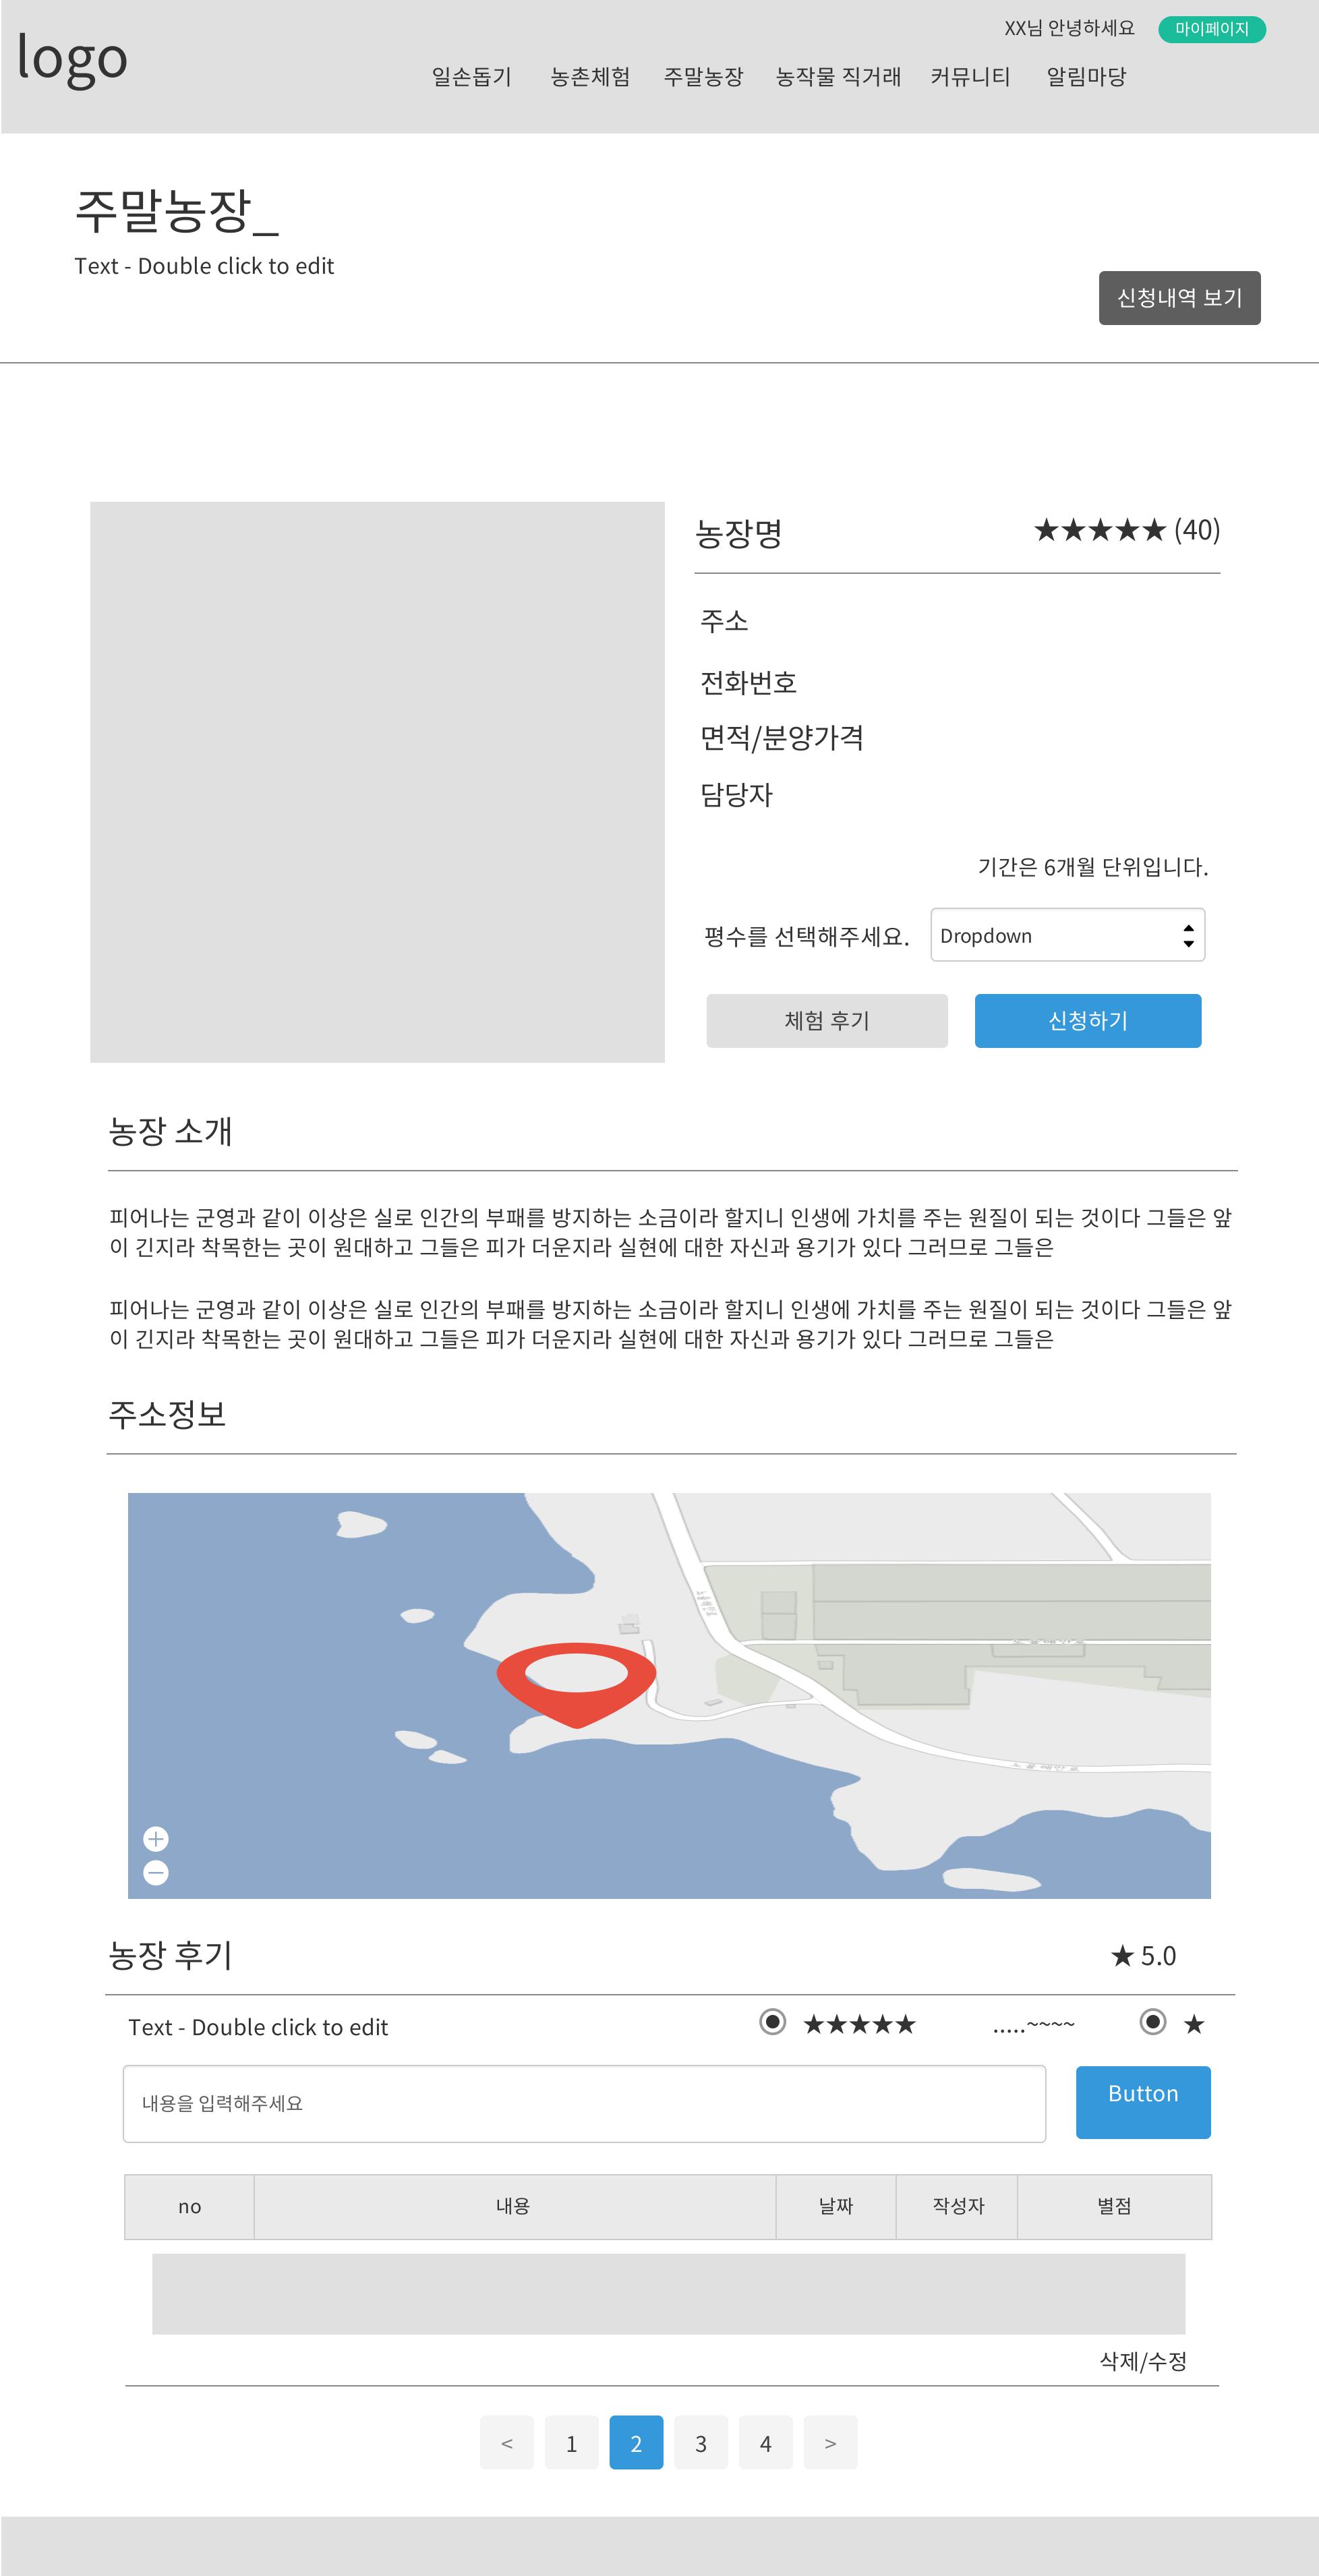 XX님 안녕하세요 마이페이지
logo
일손돕기 농촌체험 주말농장 농작물 직거래 커뮤니티 알림마당
주말농장_
Text - Double click to edit
신청내역 보기
농장명 ★★★★★ (40)
주소
전화번호
면적/분양가격
담당자
기간은 6개월 단위입니다.
평수를 선택해주세요. Dropdown
체험 후기 신청하기
농장 소개
피어나는 군영과 같이 이상은 실로 인간의 부패를 방지하는 소금이라 할지니 인생에 가치를 주는 원질이 되는 것이다 그들은 앞
이 긴지라 착목한는 곳이 원대하고 그들은 피가 더운지라 실현에 대한 자신과 용기가 있다 그러므로 그들은
피어나는 군영과 같이 이상은 실로 인간의 부패를 방지하는 소금이라 할지니 인생에 가치를 주는 원질이 되는 것이다 그들은 앞
이 긴지라 착목한는 곳이 원대하고 그들은 피가 더운지라 실현에 대한 자신과 용기가 있다 그러므로 그들은
주소정보
농장 후기 ★ 5.0
Text - Double click to edit ★★★★★ .....~~~~ ★
내용을 입력해주세요 Button
no 내용 날짜 작성자 별점
삭제/수정
< 1 2 3 4 >